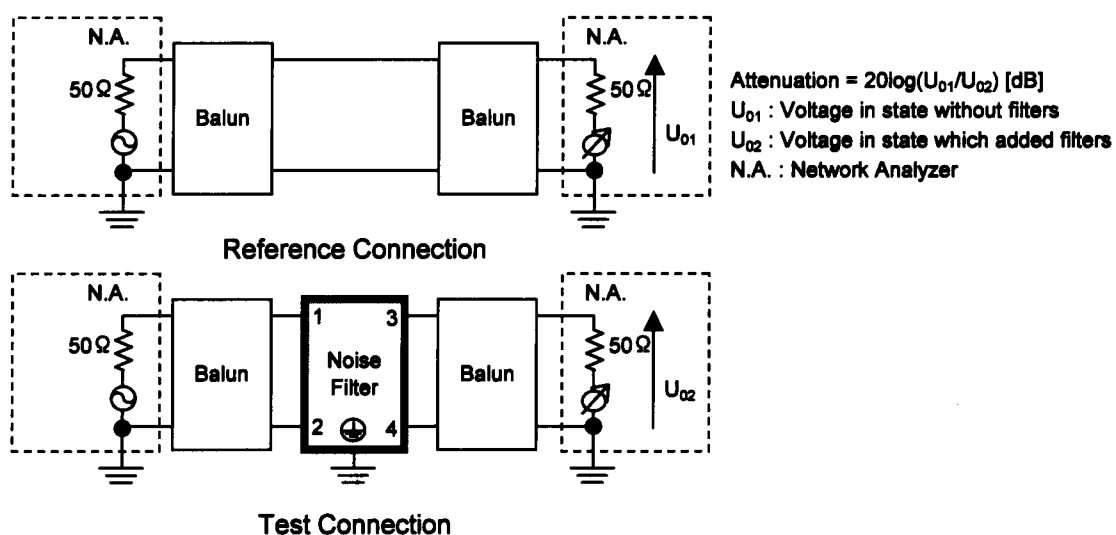 N.A.
N.A.
50Ω
Balun
Balun
50Ω
U01
Attenuation = 20log(U01/U02) [dB]
U01 : Voltage in state without filters
U02 : Voltage in state which added filters
N.A. : Network Analyzer
Reference Connection
N.A.
N.A.
50Ω
Balun
1 3
Noise
Filter
2 4
Balun
50Ω
U02
Test Connection